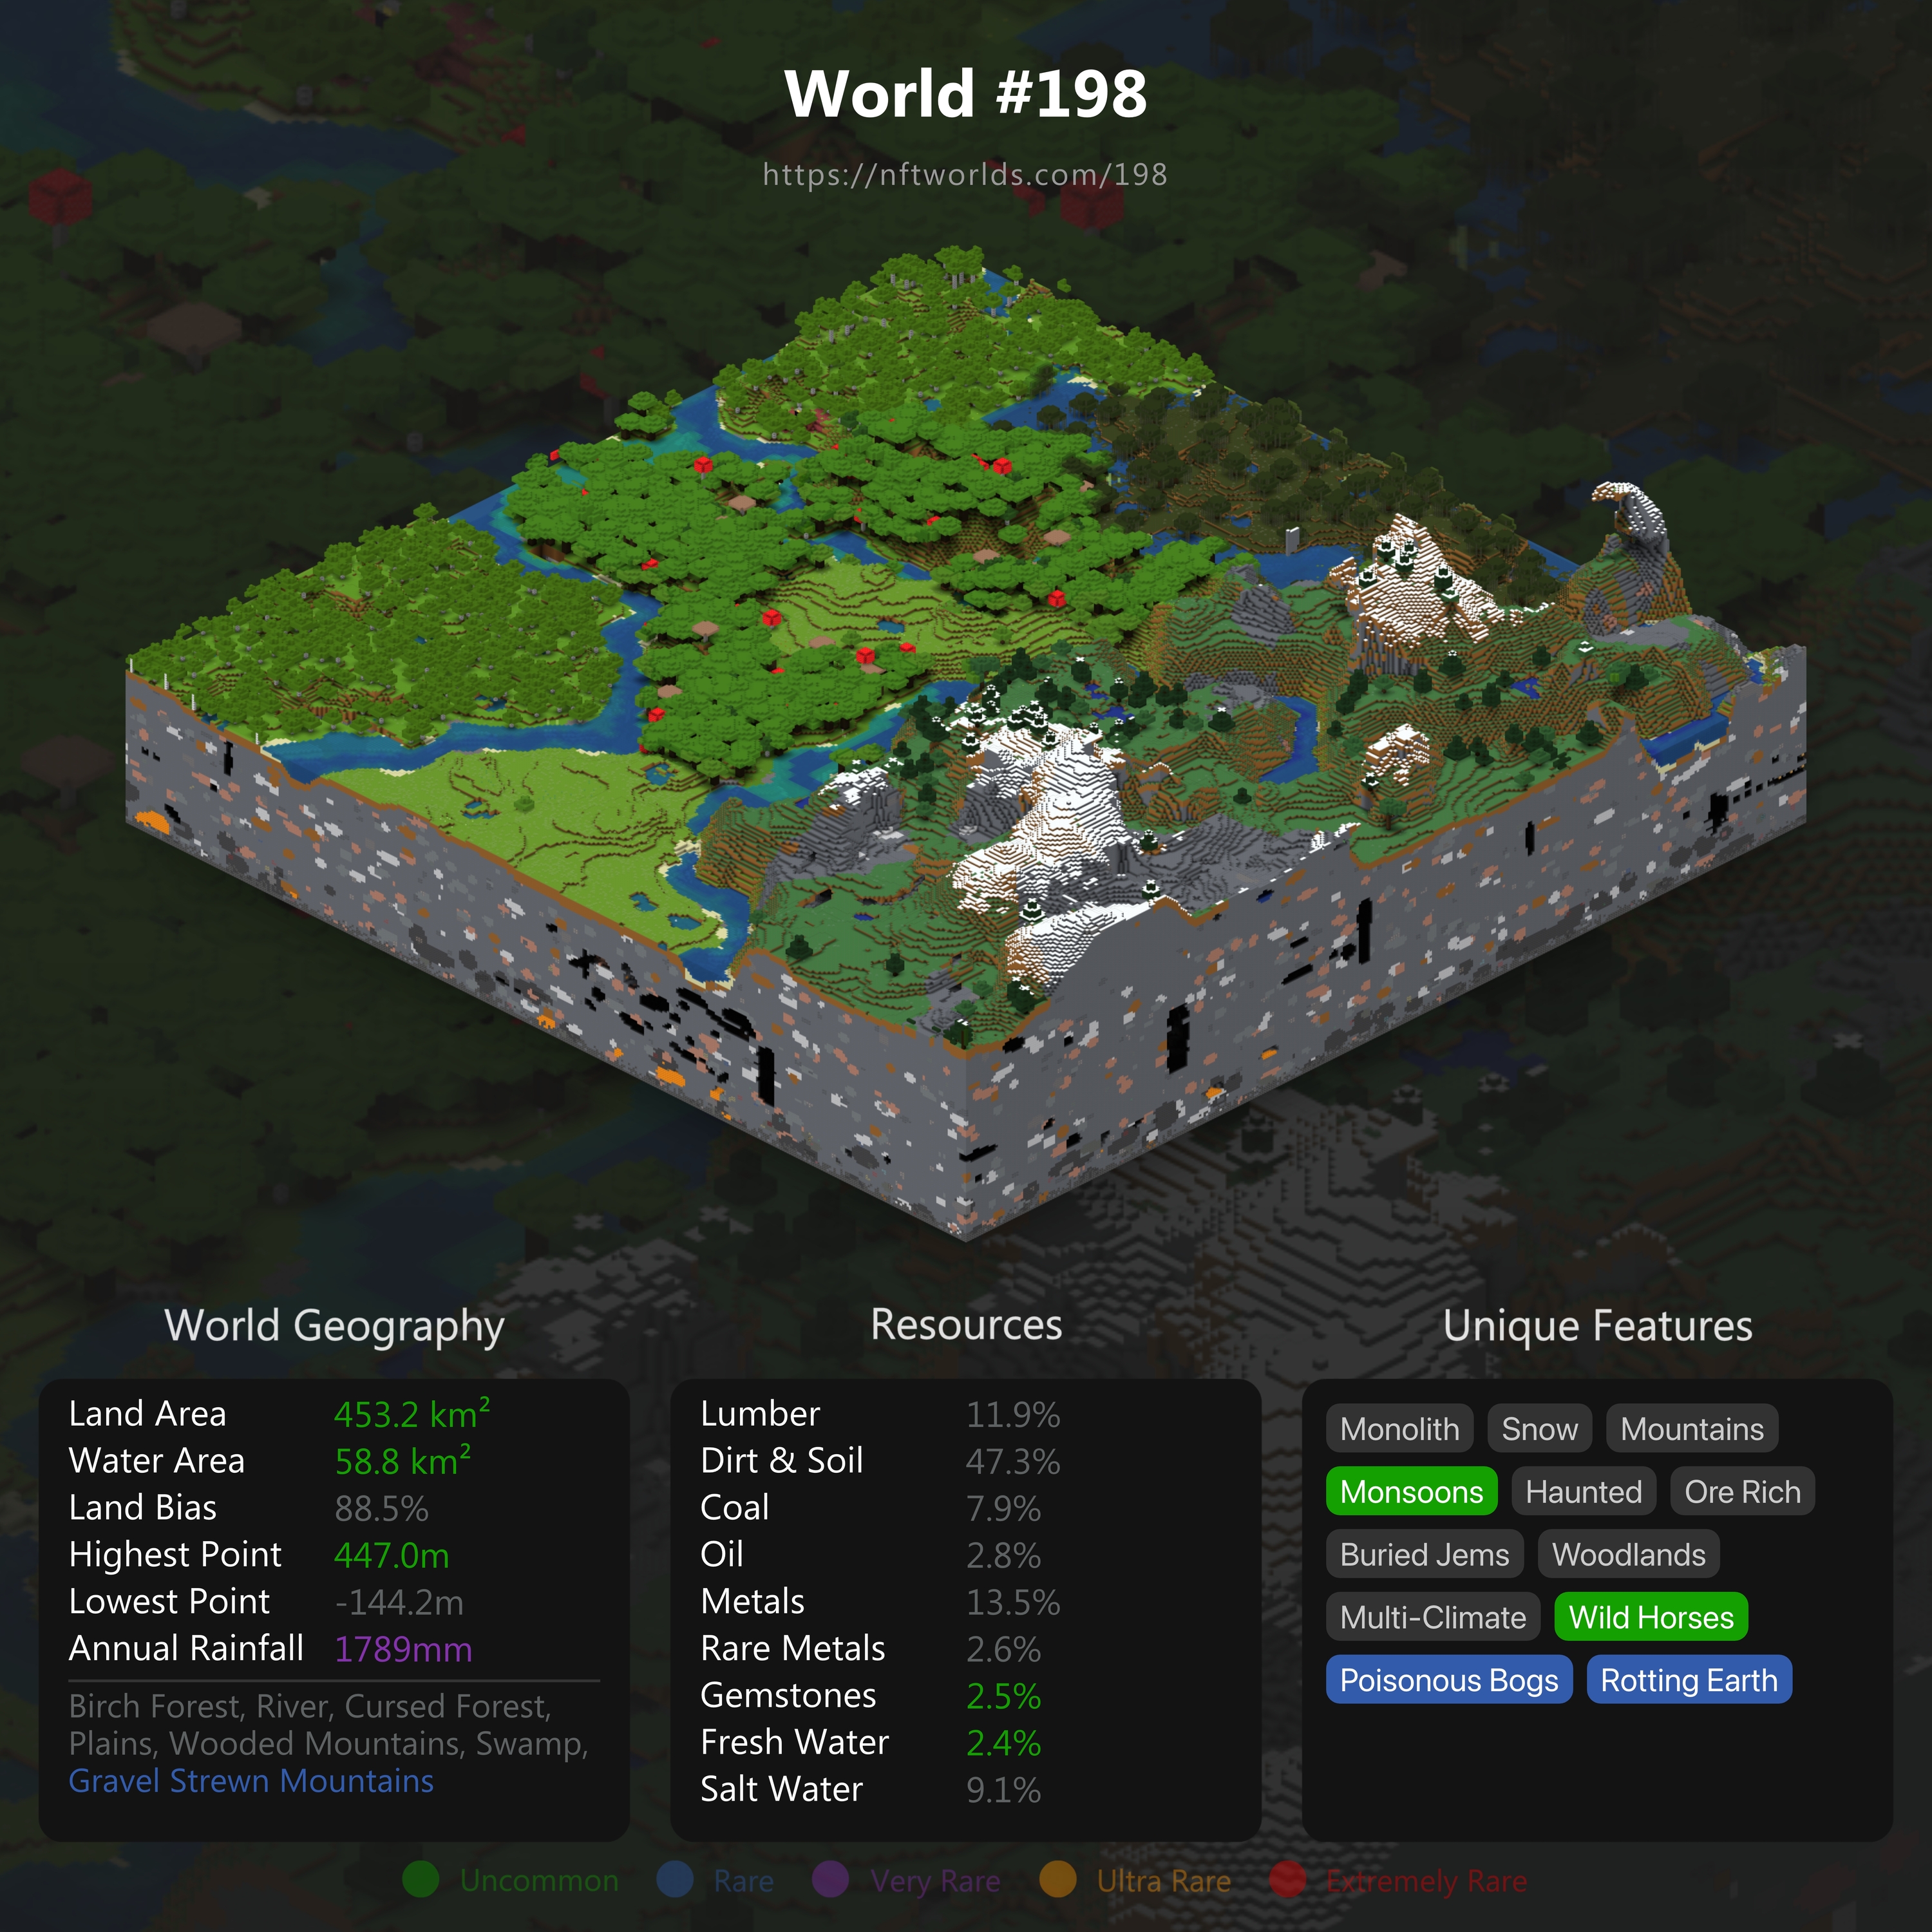 World #198
https://nftworlds.com/198
World Geography
Land Area 453.2 km²
Water Area 58.8 km²
Land Bias 88.5%
Highest Point 447.0m
Lowest Point -144.2m
Annual Rainfall 1789mm
Birch Forest, River, Cursed Forest,
Plains, Wooded Mountains, Swamp,
Gravel Strewn Mountains
Resources
Lumber 11.9%
Dirt & Soil 47.3%
Coal 7.9%
Oil 2.8%
Metals 13.5%
Rare Metals 2.6%
Gemstones 2.5%
Fresh Water 2.4%
Salt Water 9.1%
Unique Features
Monolith Snow Mountains
Monsoons Haunted Ore Rich
Buried Jems Woodlands
Multi-Climate Wild Horses
Poisonous Bogs Rotting Earth
Uncommon Rare Very Rare Ultra Rare Extremely Rare